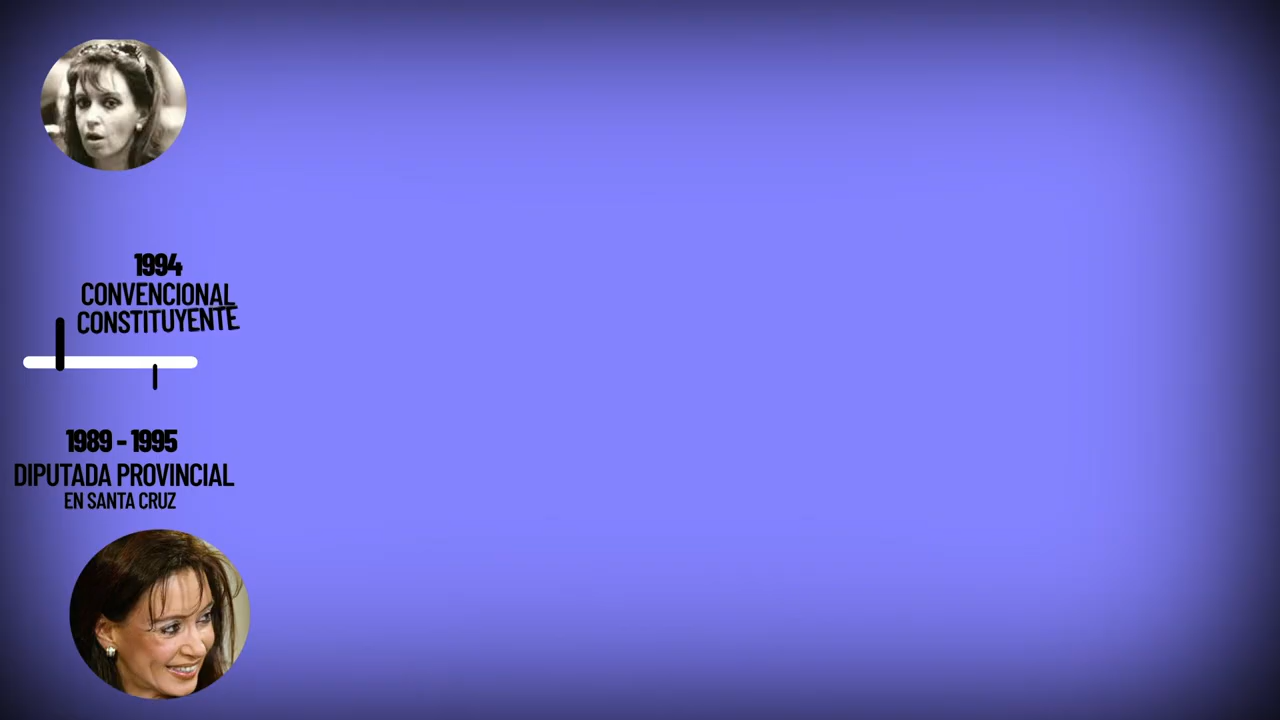 1994
CONVENCIONAL
CONSTITUYENTE
1989 - 1995
DIPUTADA PROVINCIAL
EN SANTA CRUZ